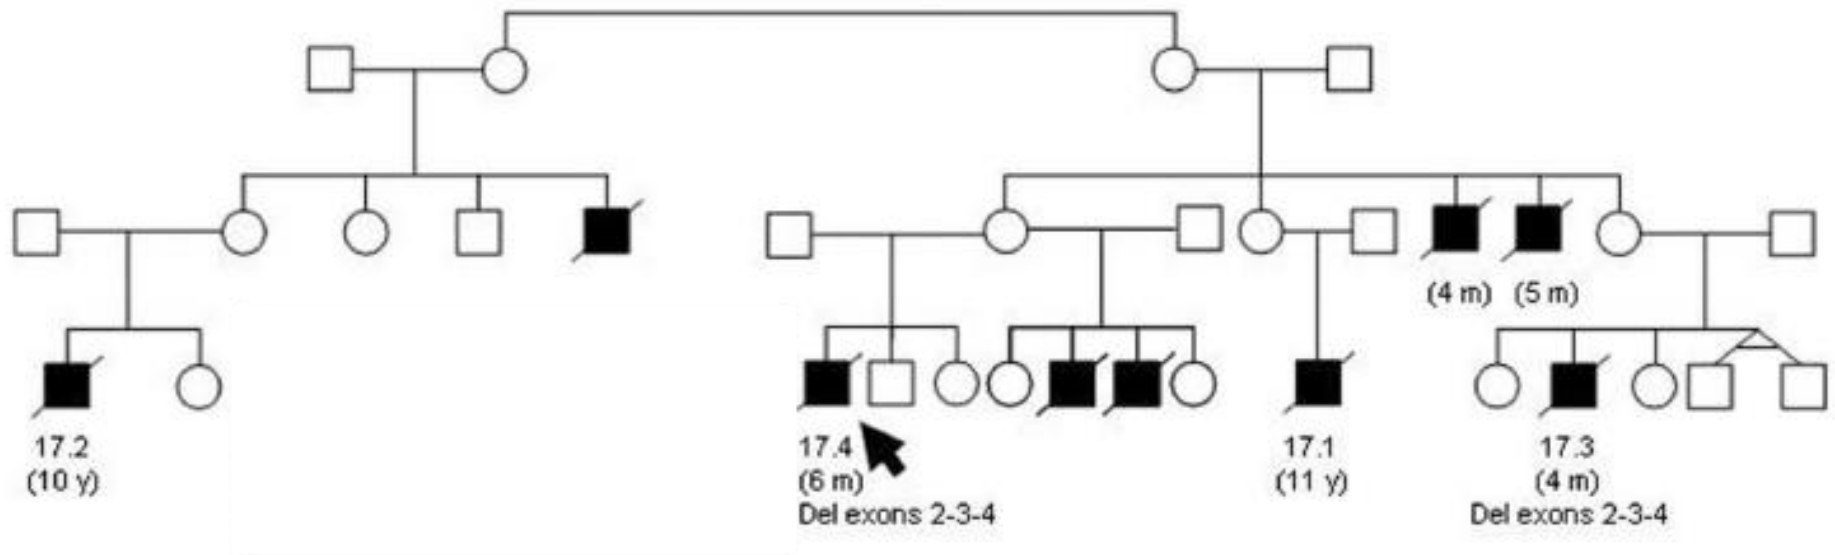 (4 m) (5 m)
17.2
(10 y)
17.4
(6 m)
Del exons 2-3-4
17.1
(11 y)
17.3
(4 m)
Del exons 2-3-4